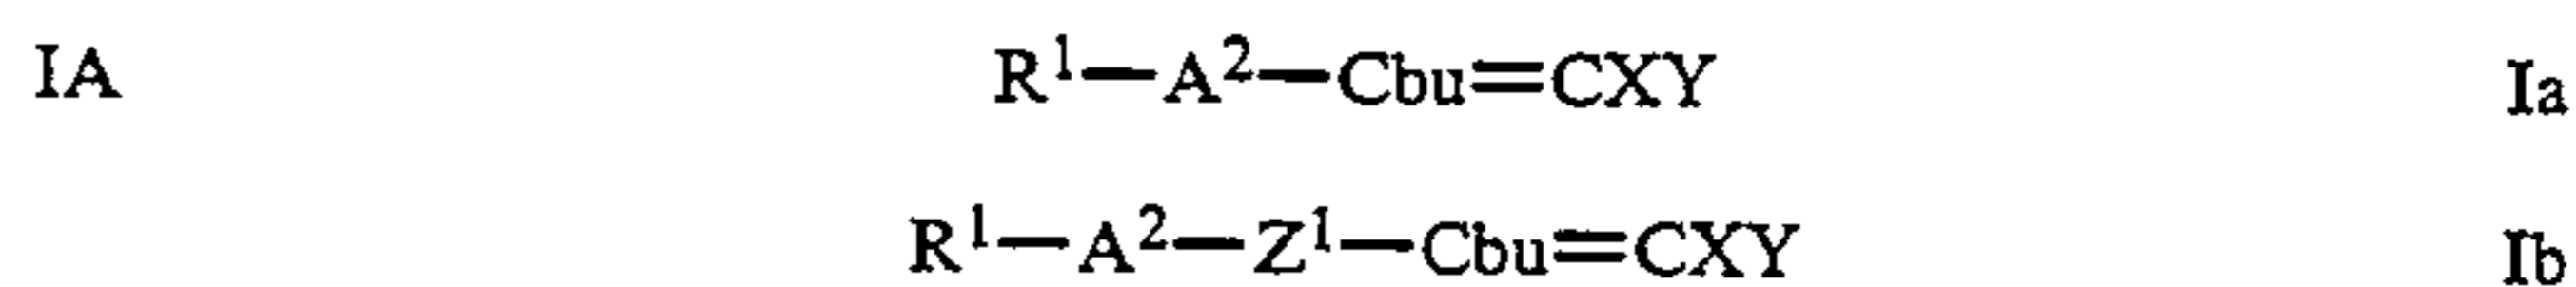 IA R¹—A²—Cbu=CXY Ia
R¹—A²—Z¹—Cbu=CXY Ib